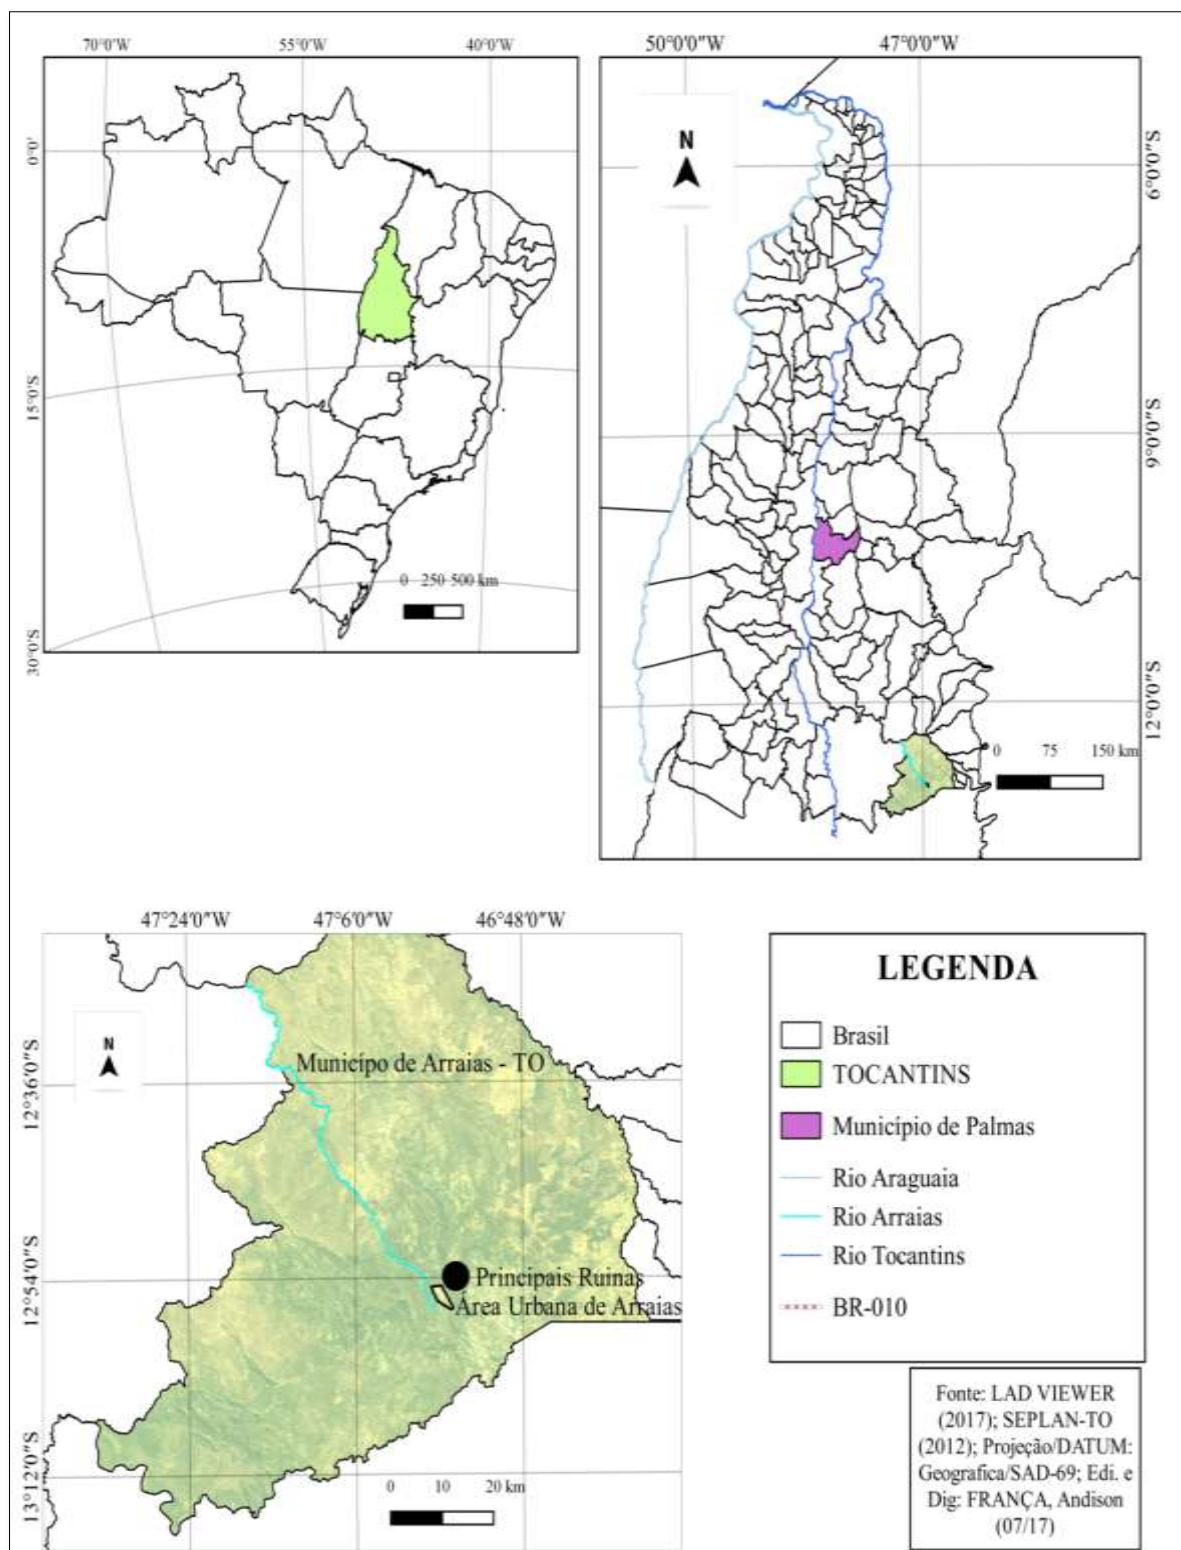 70°0'0"W 55°0'0"W 40°0'0"W
0°0'
15°0'S
30°0'S
0 250 500 km
50°0'0"W 47°0'0"W
N
6°0'0"S
9°0'0"S
12°0'0"S
0 75 150 km
47°24'0"W 47°6'0"W 46°48'0"W
N
12°36'0"S
12°54'0"S
13°12'0"S
Municípo de Arraias - TO
Principais Ruinas
Área Urbana de Arraias
0 10 20 km
LEGENDA
Brasil
TOCANTINS
Município de Palmas
Rio Araguaia
Rio Arraias
Rio Tocantins
BR-010
Fonte: LAD VIEWER
(2017); SEPLAN-TO
(2012); Projeção/DATUM:
Geografica/SAD-69; Edi. e
Dig: FRANÇA, Andison
(07/17)